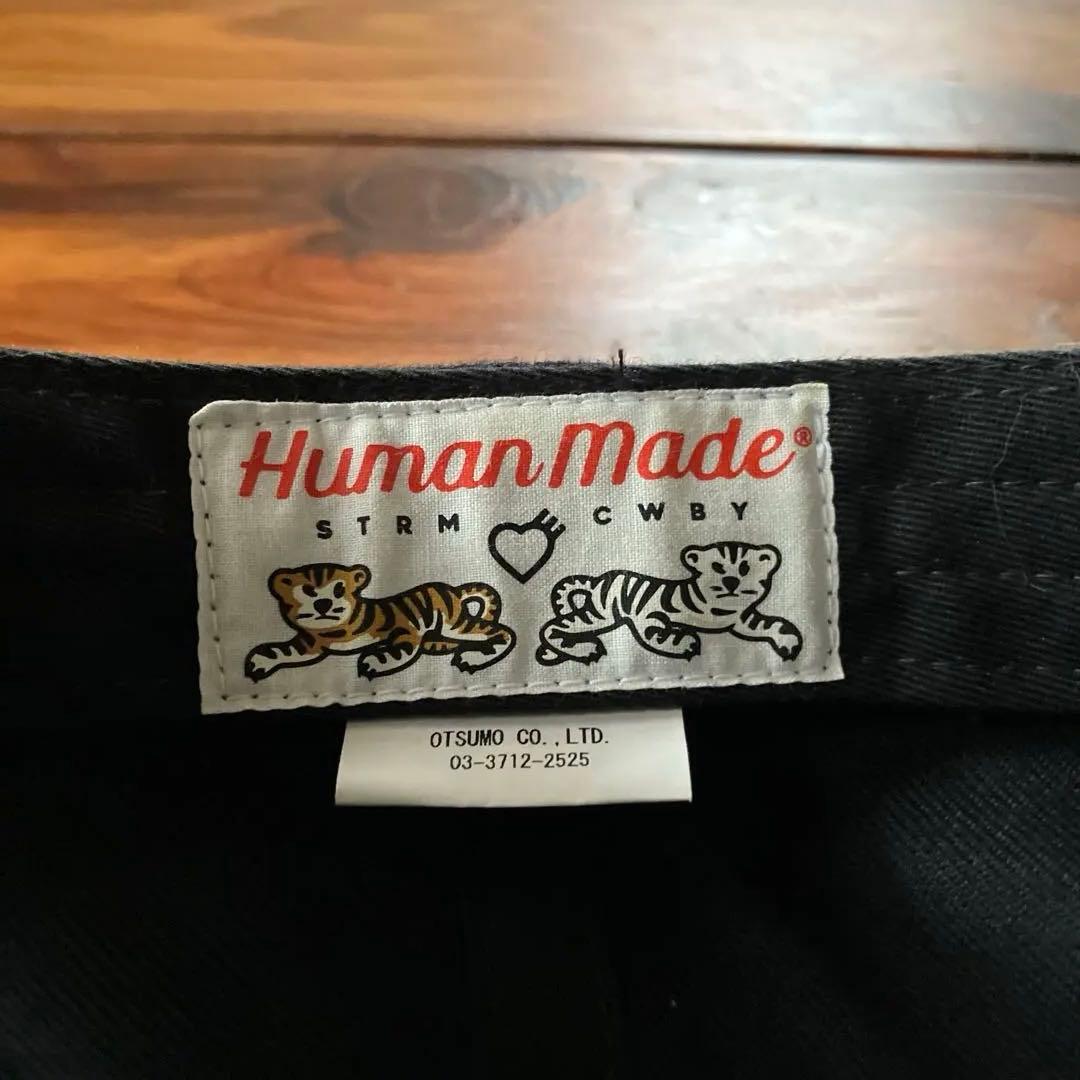 Human Made®
STRM CWBY
OTSUMO CO.,LTD.
03-3712-2525